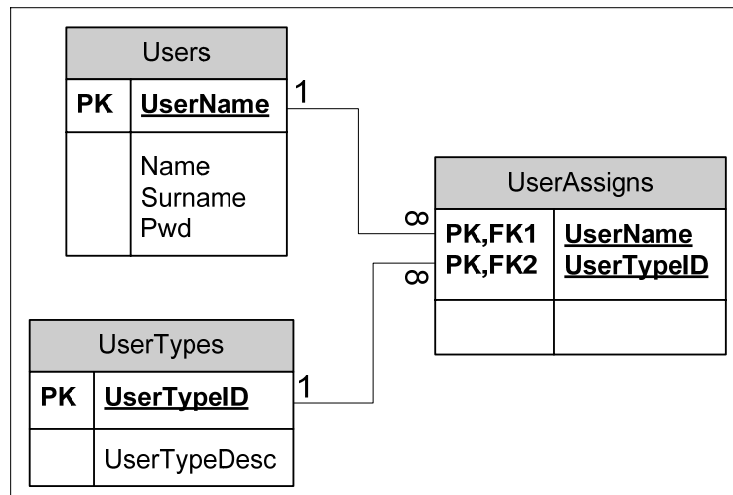 Users
PK UserName
Name
Surname
Pwd
1
UserAssigns
PK,FK1 UserName
PK,FK2 UserTypeID
∞
∞
UserTypes
PK UserTypeID
UserTypeDesc
1